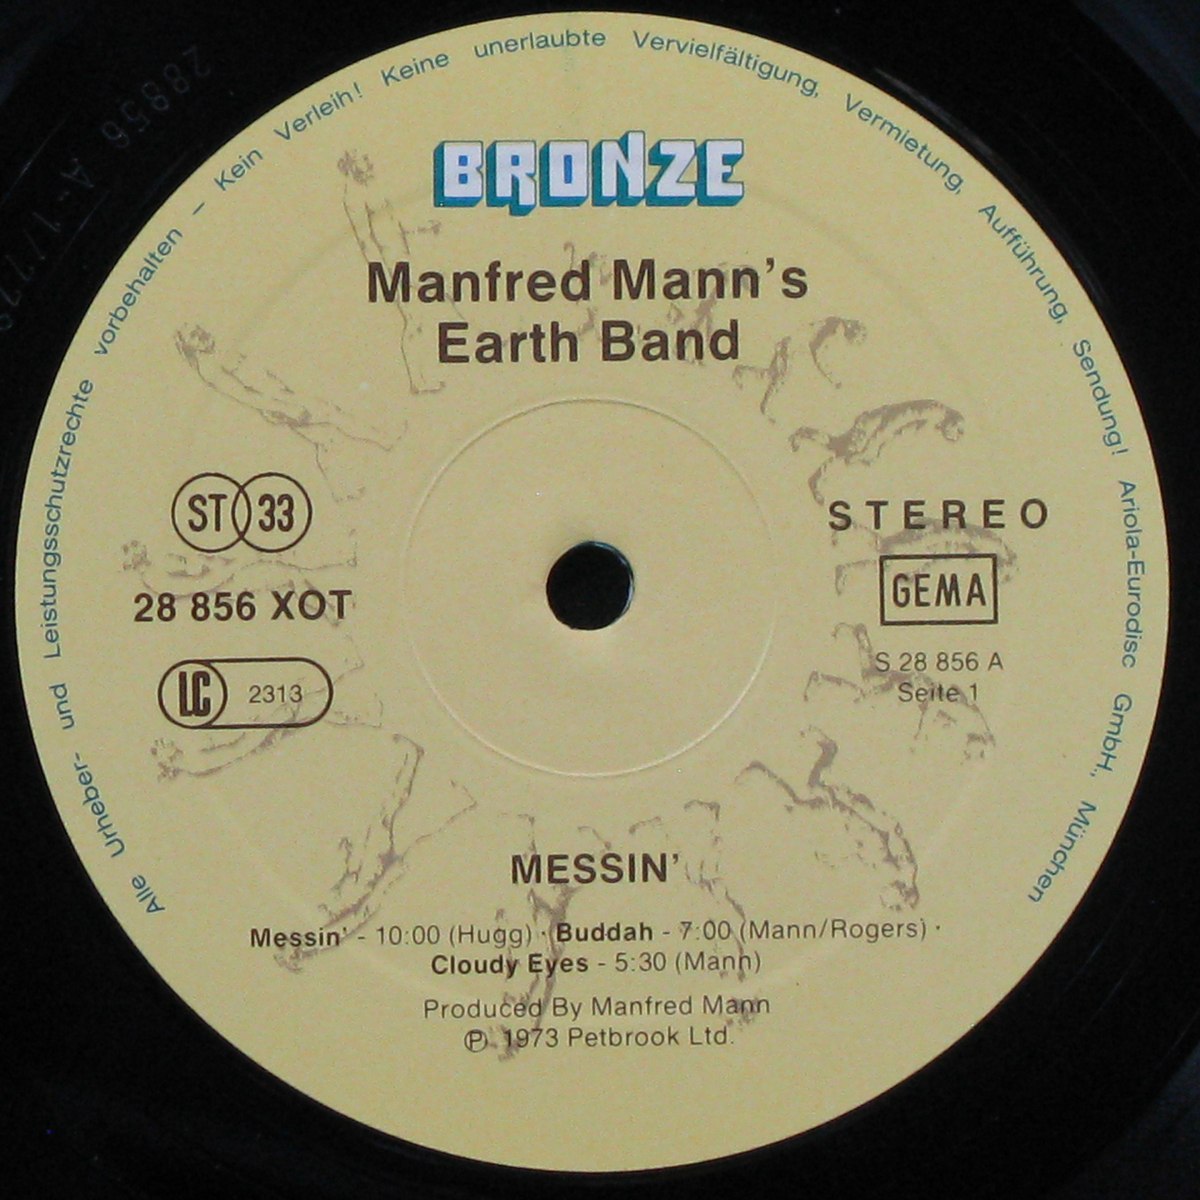 Alle Urheber- und Leistungsschutzrechte vorbehalten – Kein Verleih! Keine unerlaubte Vervielfältigung, Vermietung, Aufführung, Sendung! Ariola-Eurodisc GmbH., München
BRONZE
Manfred Mann's
Earth Band
ST 33
28 856 XOT
LC 2313
STEREO
GEMA
S 28 856 A
Seite 1
MESSIN'
Messin' - 10:00 (Hugg) · Buddah - 7:00 (Mann/Rogers) ·
Cloudy Eyes - 5:30 (Mann)
Produced By Manfred Mann
Ⓟ 1973 Petbrook Ltd.
28856 A-1/